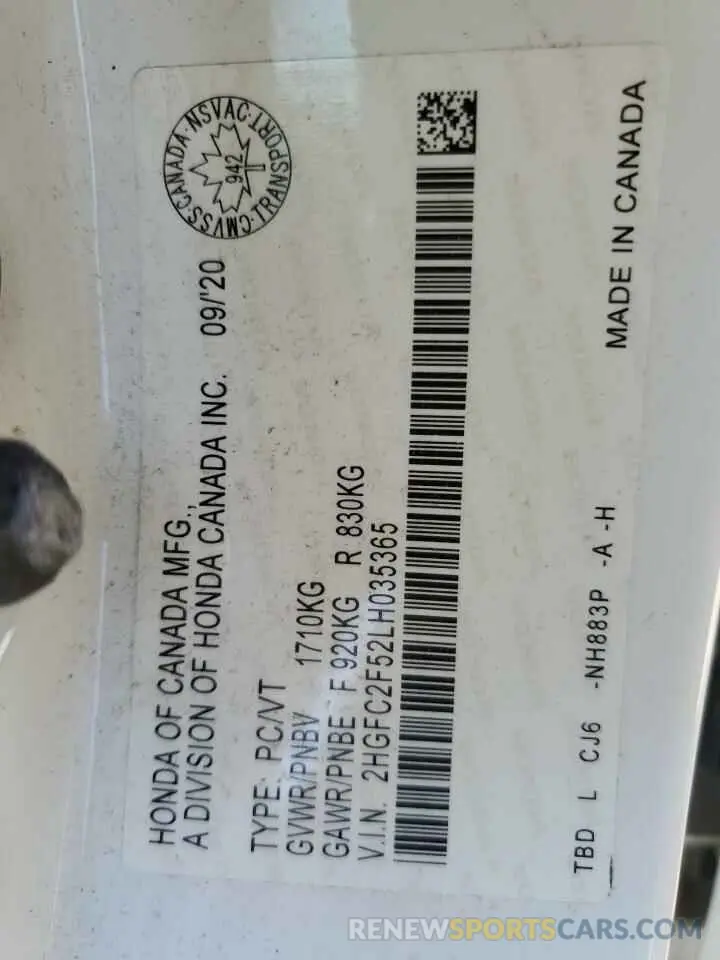 CMVSS·CANADA·NSVAC·TRANSPORT
942
HONDA OF CANADA MFG.,
A DIVISION OF HONDA CANADA INC. 09/'20
TYPE: PC/VT
GVWR/PNBV 1710KG
GAWR/PNBE F 920KG R 830KG
V.I.N. 2HGFC2F52LH035365
TBD L CJ6 -NH883P -A -H
MADE IN CANADA
RENEWSPORTSCARS.COM